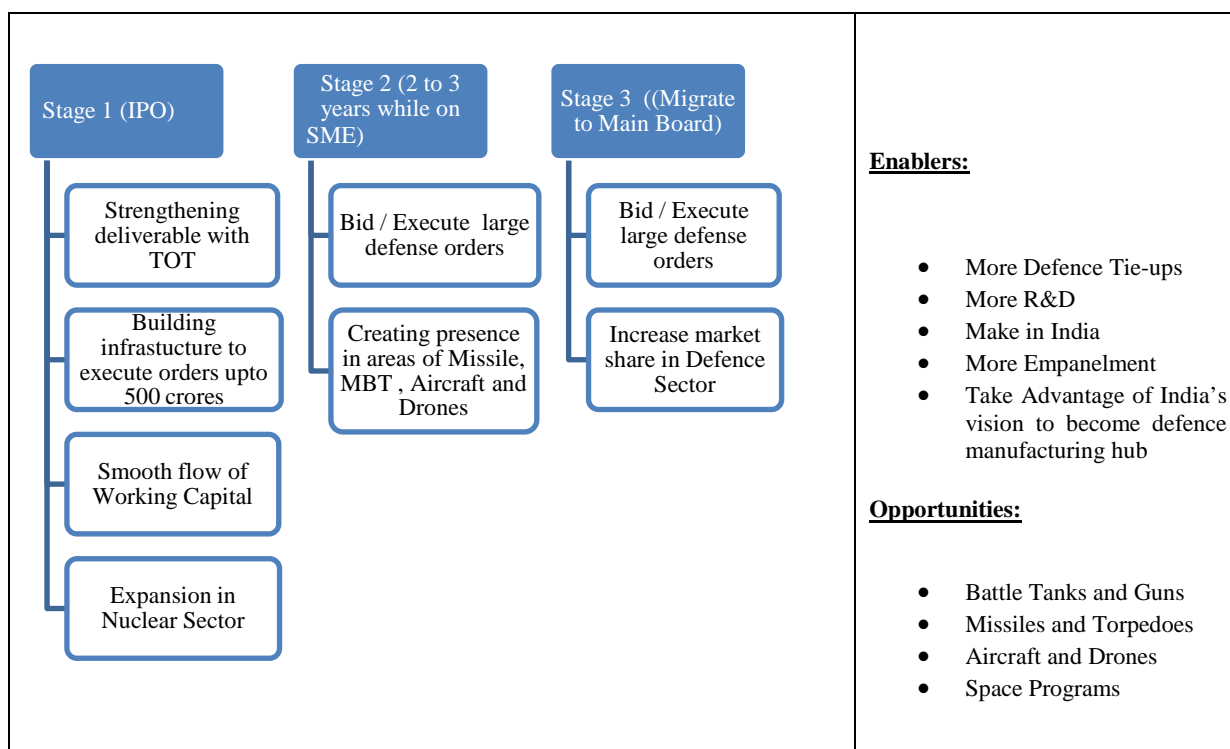 Stage 1 (IPO)
Strengthening
deliverable with
TOT
Building
infrastucture to
execute orders upto
500 crores
Smooth flow of
Working Capital
Expansion in
Nuclear Sector
Stage 2 (2 to 3
years while on
SME)
Bid / Execute large
defense orders
Creating presence
in areas of Missile,
MBT , Aircraft and
Drones
Stage 3 ((Migrate
to Main Board)
Bid / Execute
large defense
orders
Increase market
share in Defence
Sector
Enablers:
• More Defence Tie-ups
• More R&D
• Make in India
• More Empanelment
• Take Advantage of India’s
vision to become defence
manufacturing hub
Opportunities:
• Battle Tanks and Guns
• Missiles and Torpedoes
• Aircraft and Drones
• Space Programs